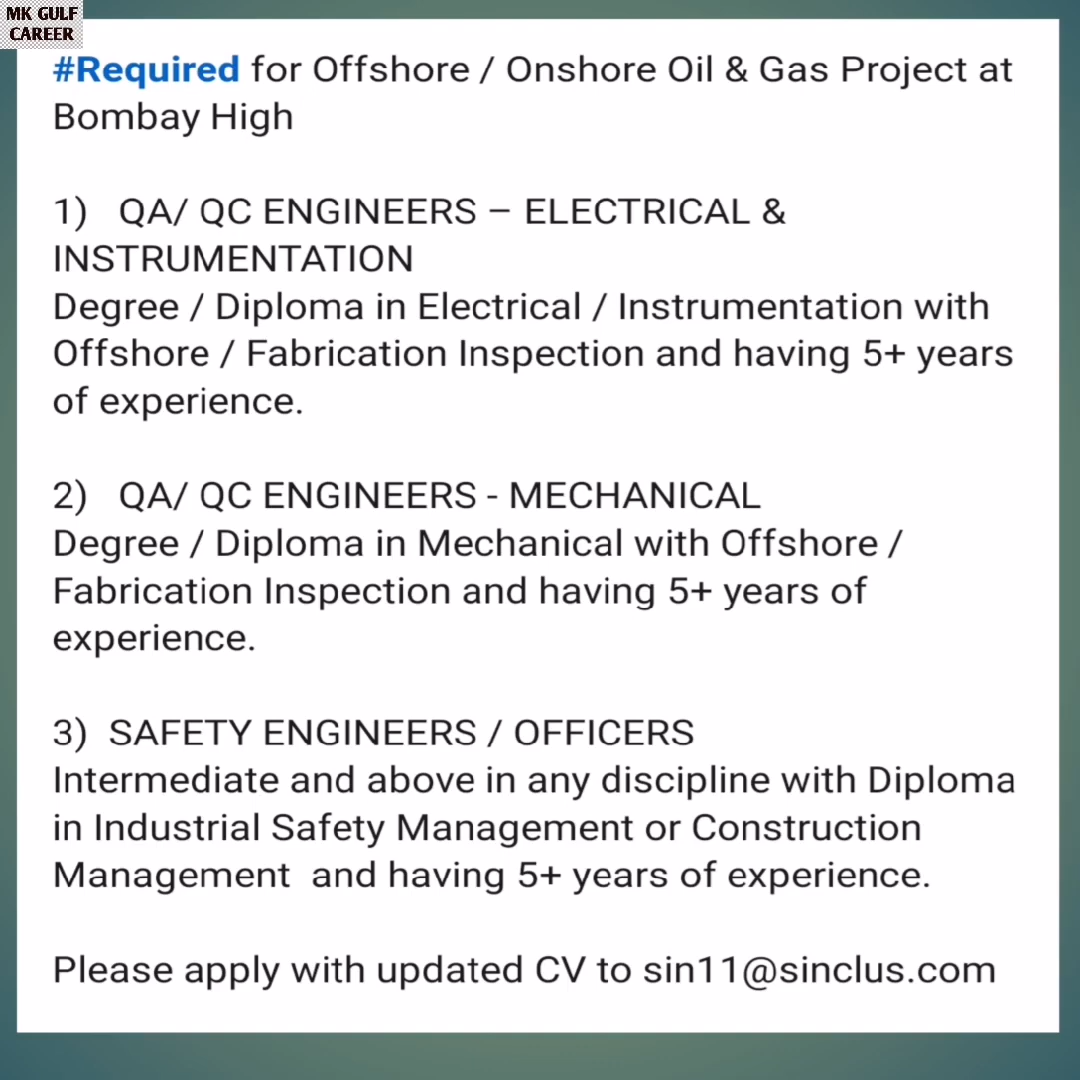 MK GULF
CAREER
#Required for Offshore / Onshore Oil & Gas Project at
Bombay High
1) QA/ QC ENGINEERS – ELECTRICAL &
INSTRUMENTATION
Degree / Diploma in Electrical / Instrumentation with
Offshore / Fabrication Inspection and having 5+ years
of experience.
2) QA/ QC ENGINEERS - MECHANICAL
Degree / Diploma in Mechanical with Offshore /
Fabrication Inspection and having 5+ years of
experience.
3) SAFETY ENGINEERS / OFFICERS
Intermediate and above in any discipline with Diploma
in Industrial Safety Management or Construction
Management and having 5+ years of experience.
Please apply with updated CV to sin11@sinclus.com